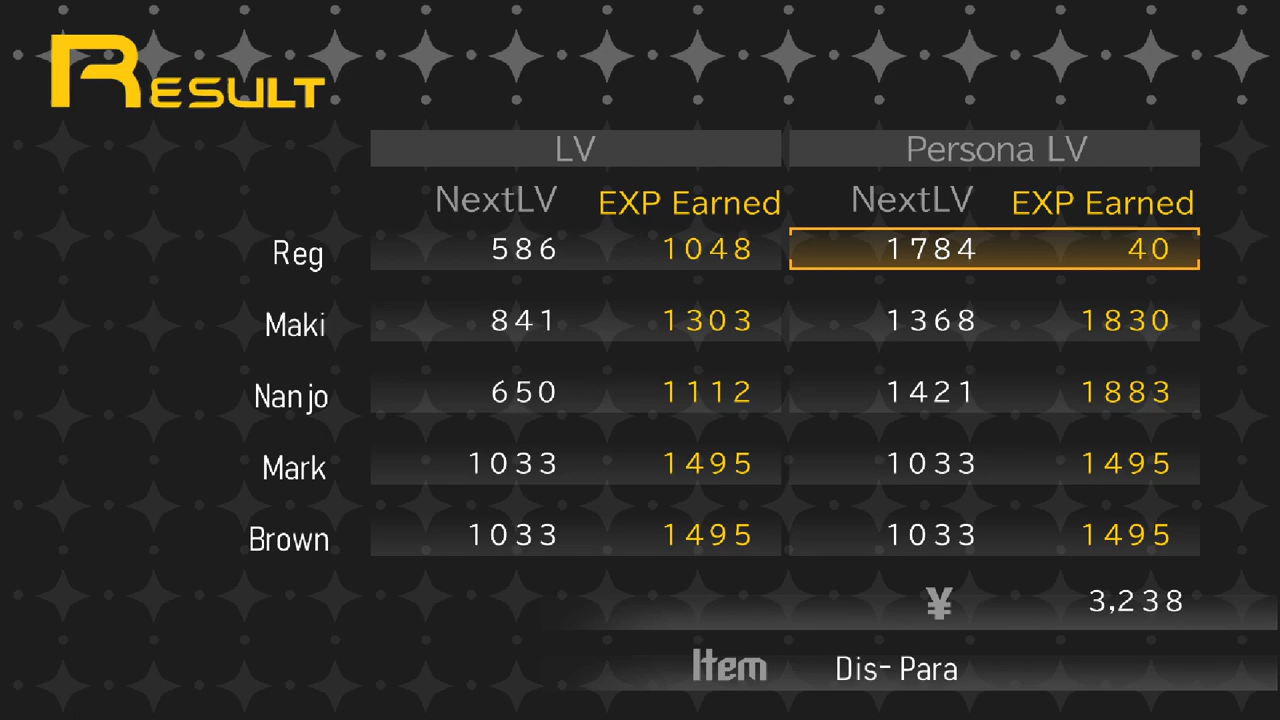 RESULT
LV Persona LV
NextLV EXP Earned NextLV EXP Earned
Reg 586 1048 1784 40
Maki 841 1303 1368 1830
Nanjo 650 1112 1421 1883
Mark 1033 1495 1033 1495
Brown 1033 1495 1033 1495
¥ 3,238
Item Dis-Para